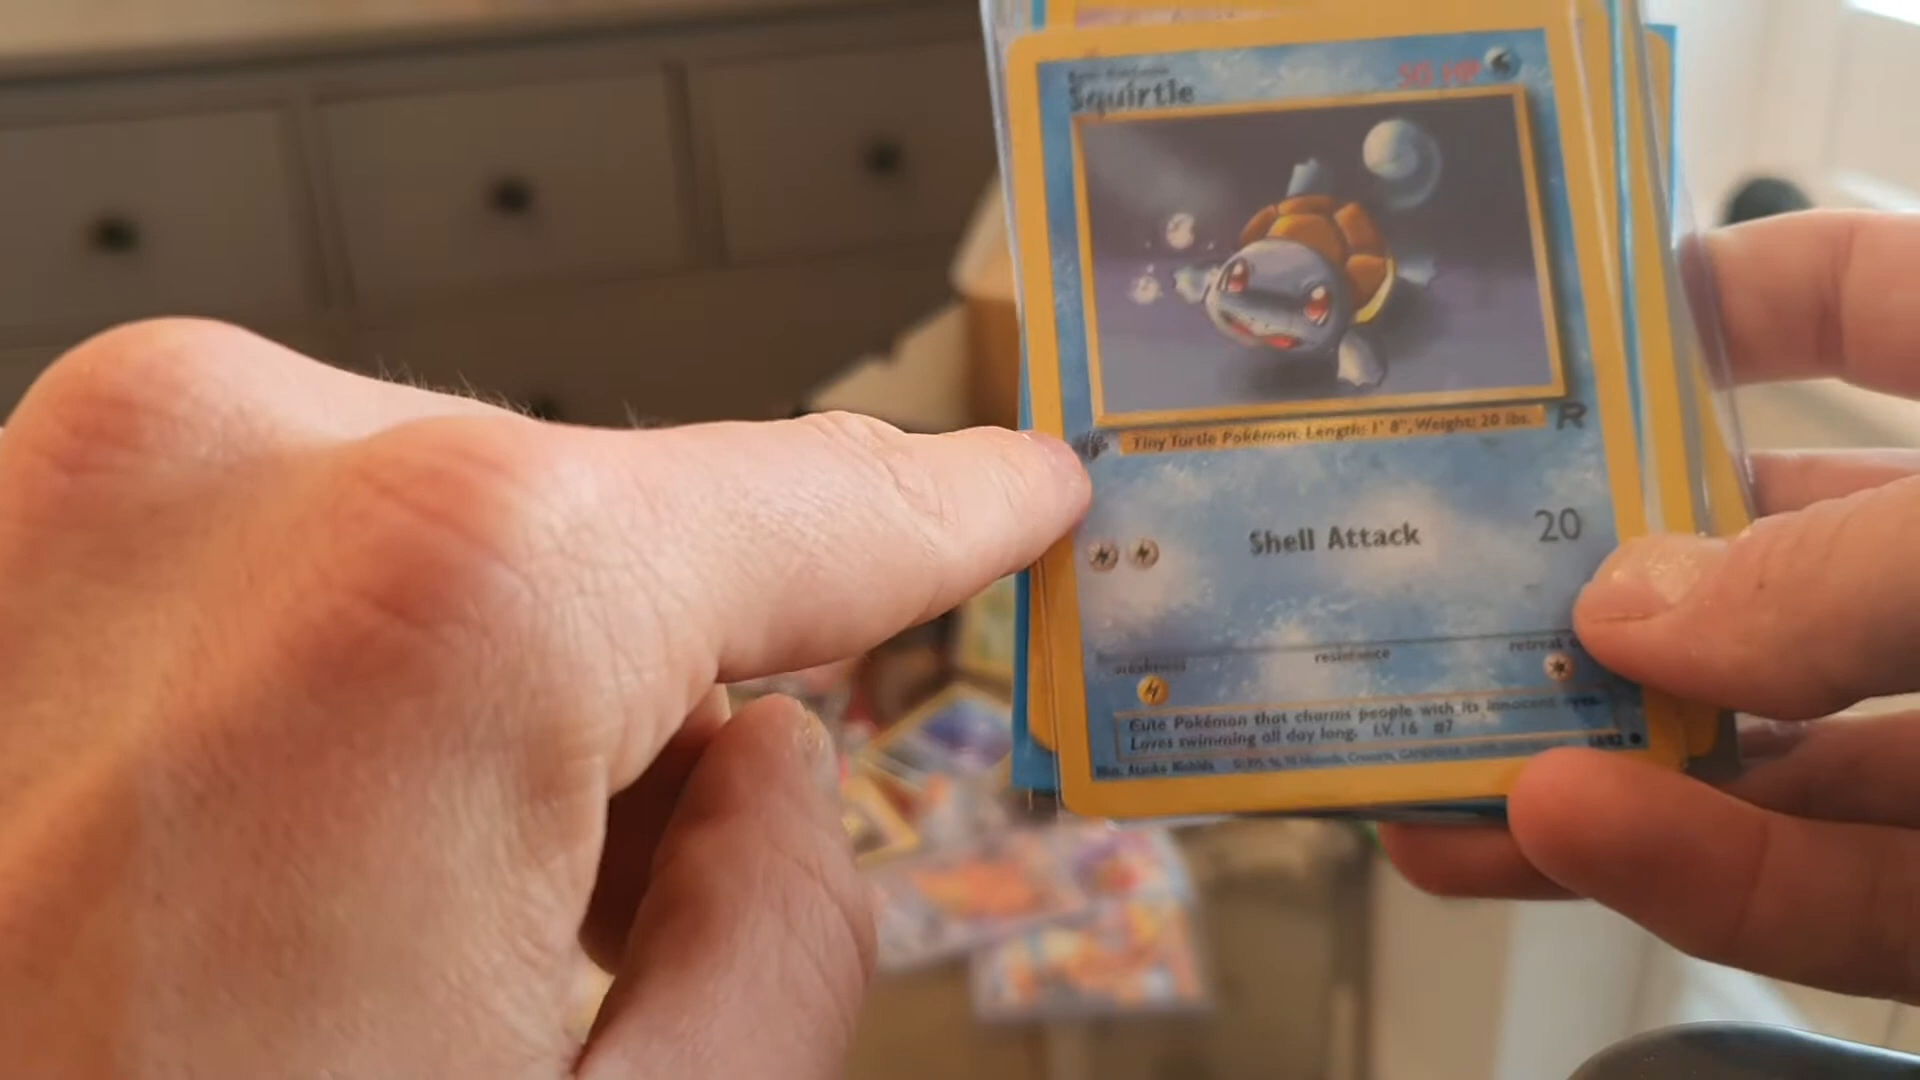 Squirtle
50 HP
Tiny Turtle Pokémon. Length: 1' 8", Weight: 20 lbs.
R
Shell Attack 20
weakness resistance retreat
Cute Pokémon that charms people with its innocent eyes.
Loves swimming all day long. LV. 16 #7
Illus. Atsuko Nishida